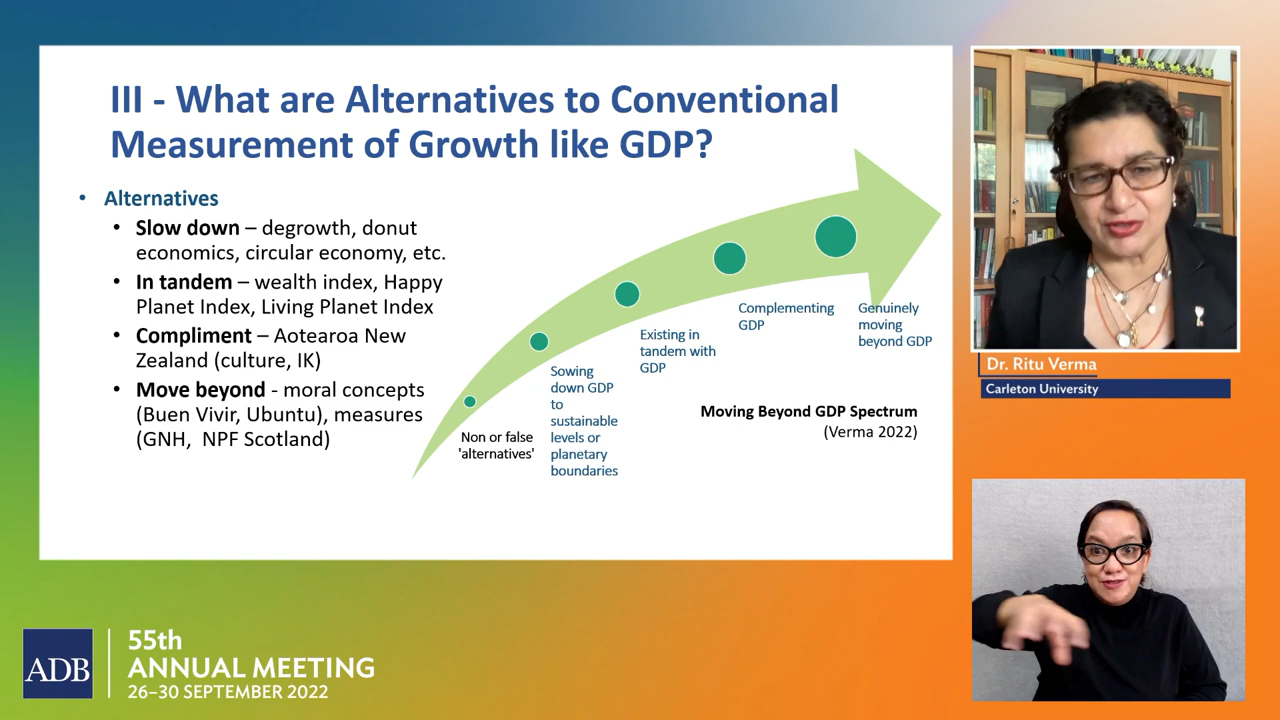 III - What are Alternatives to Conventional
Measurement of Growth like GDP?
• Alternatives
• Slow down – degrowth, donut
economics, circular economy, etc.
• In tandem – wealth index, Happy
Planet Index, Living Planet Index
• Compliment – Aotearoa New
Zealand (culture, IK)
• Move beyond - moral concepts
(Buen Vivir, Ubuntu), measures
(GNH, NPF Scotland)
Non or false
'alternatives'
Sowing
down GDP
to
sustainable
levels or
planetary
boundaries
Existing in
tandem with
GDP
Complementing
GDP
Genuinely
moving
beyond GDP
Moving Beyond GDP Spectrum
(Verma 2022)
Dr. Ritu Verma
Carleton University
ADB
55th
ANNUAL MEETING
26–30 SEPTEMBER 2022